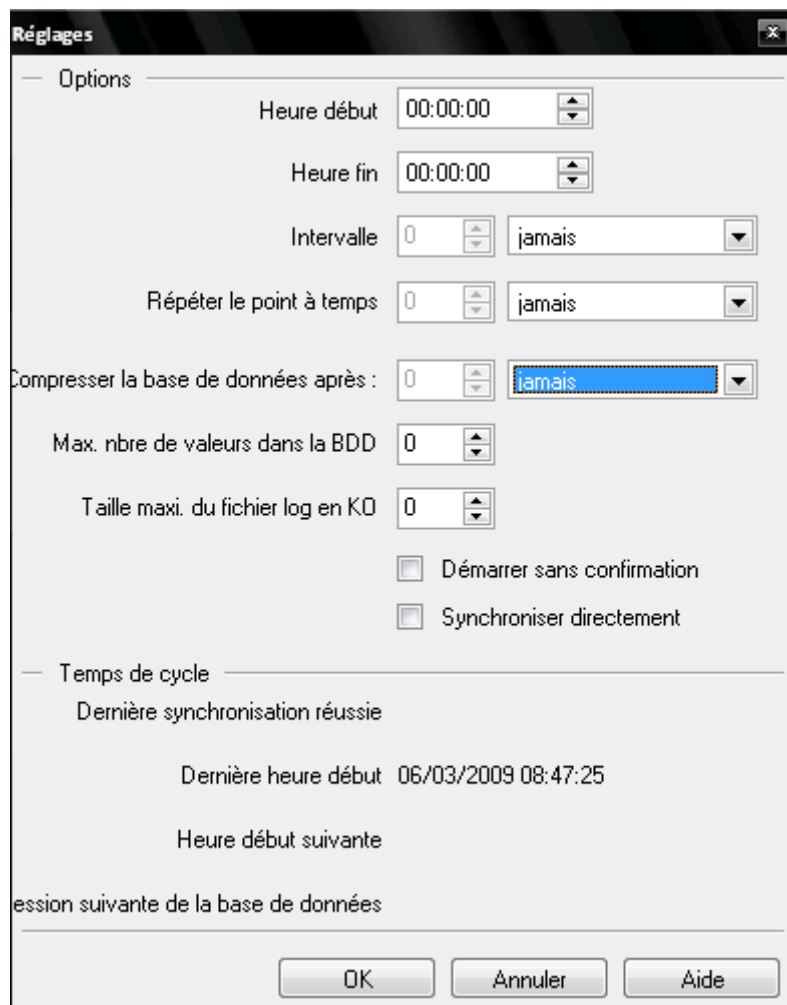 Réglages
Options
Heure début 00:00:00
Heure fin 00:00:00
Intervalle 0 jamais
Répéter le point à temps 0 jamais
Compresser la base de données après : 0 jamais
Max. nbre de valeurs dans la BDD 0
Taille maxi. du fichier log en KO 0
Démarrer sans confirmation
Synchroniser directement
Temps de cycle
Dernière synchronisation réussie
Dernière heure début 06/03/2009 08:47:25
Heure début suivante
ession suivante de la base de données
OK Annuler Aide